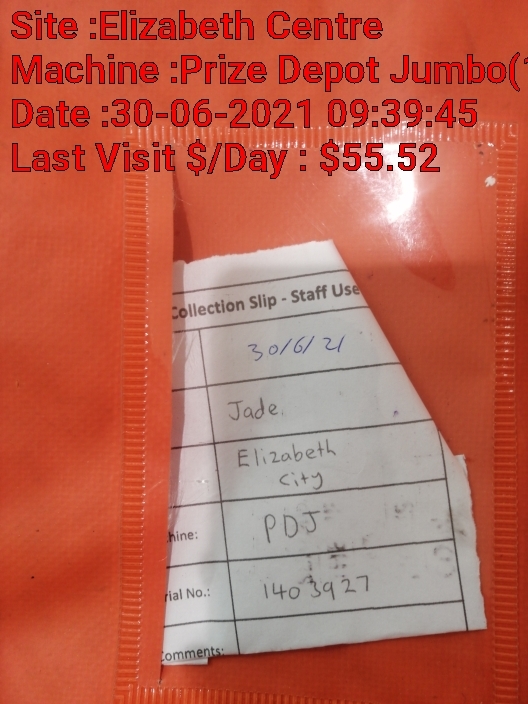 Site :Elizabeth Centre
Machine :Prize Depot Jumbo(
Date :30-06-2021 09:39:45
Last Visit $/Day : $55.52
Collection Slip - Staff Use
30/6/21
Jade
Elizabeth
City
hine: PDJ
rial No.: 1403927
Comments: